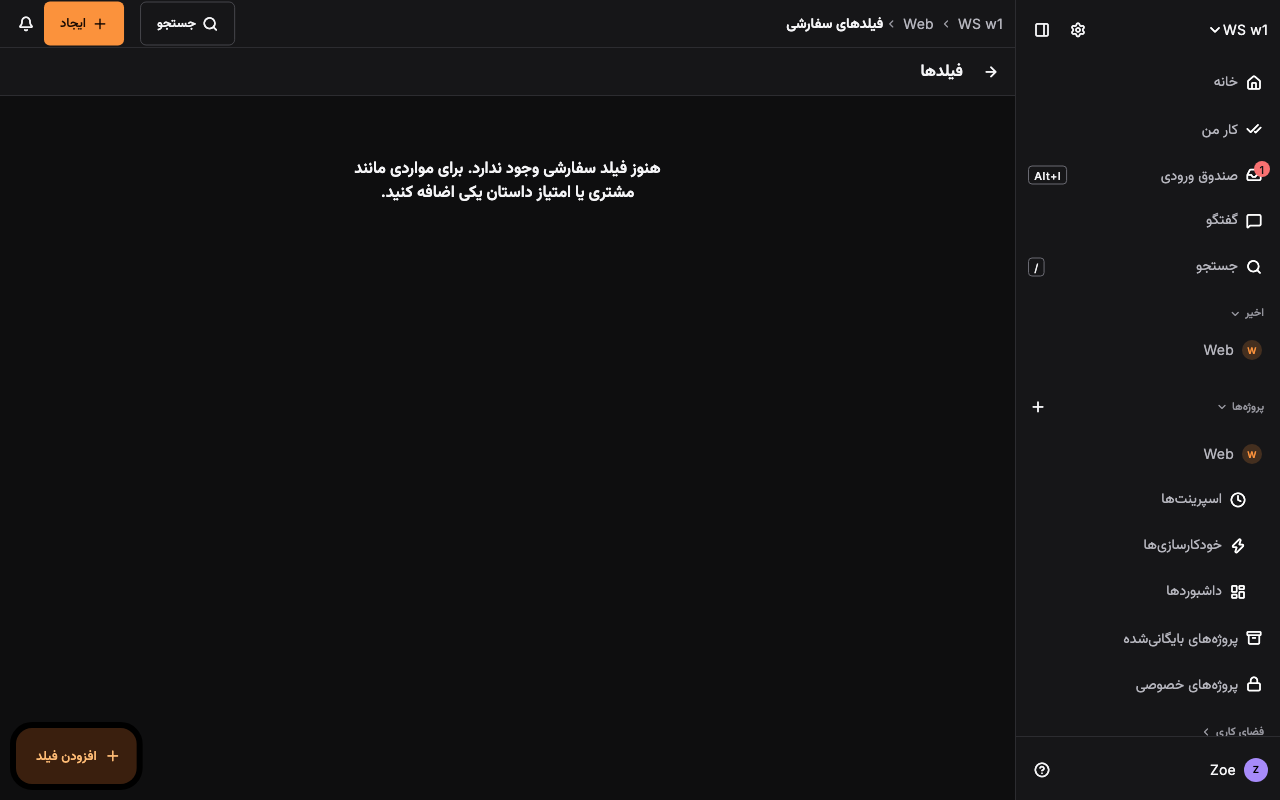 WS w1
خانه
کار من
1
صندوق ورودی
Alt+I
گفتگو
جستجو
/
اخیر
W
Web
پروژه‌ها
W
Web
اسپرینت‌ها
خودکارسازی‌ها
داشبوردها
پروژه‌های بایگانی‌شده
پروژه‌های خصوصی
فضای کاری
Z
Zoe
WS w1 › Web › فیلدهای سفارشی
جستجو
ایجاد
فیلدها
هنوز فیلد سفارشی وجود ندارد. برای مواردی مانند
مشتری یا امتیاز داستان یکی اضافه کنید.
افزودن فیلد